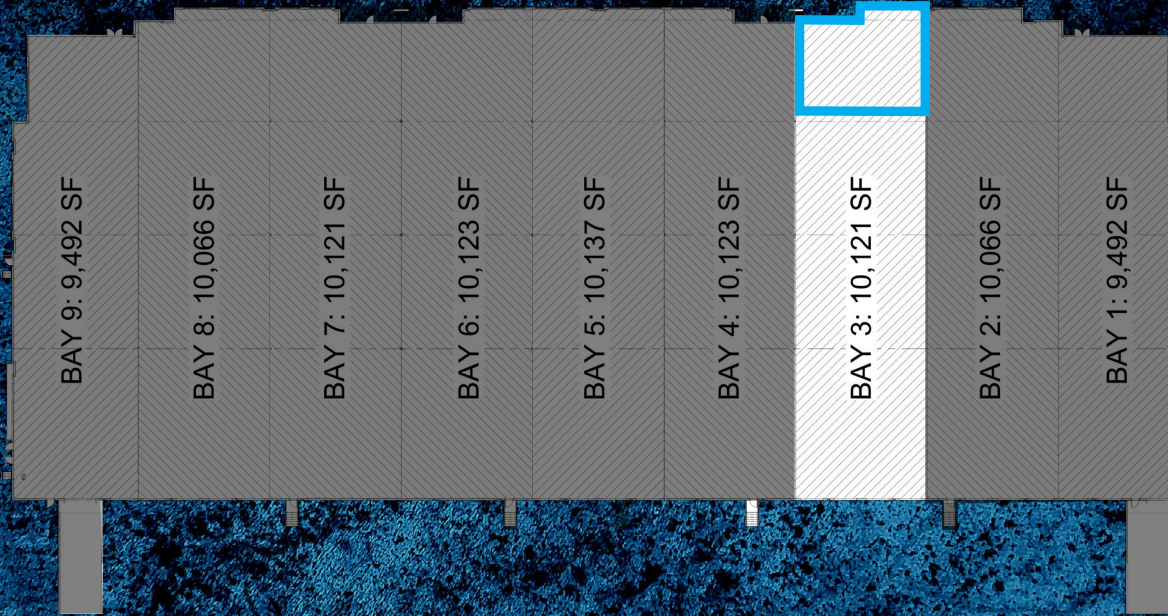 BAY 9: 9,492 SF
BAY 8: 10,066 SF
BAY 7: 10,121 SF
BAY 6: 10,123 SF
BAY 5: 10,137 SF
BAY 4: 10,123 SF
BAY 3: 10,121 SF
BAY 2: 10,066 SF
BAY 1: 9,492 SF